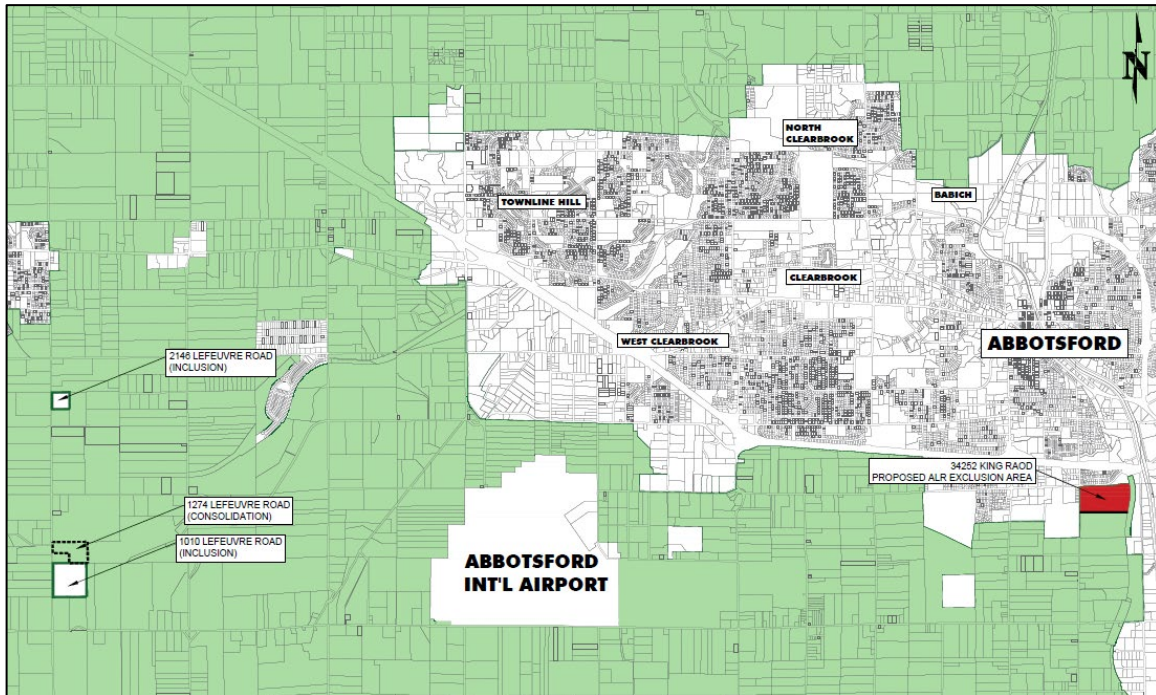 N
NORTH
CLEARBROOK
BABICH
TOWNLINE HILL
CLEARBROOK
WEST CLEARBROOK
ABBOTSFORD
2146 LEFEUVRE ROAD
(INCLUSION)
34252 KING RAOD
PROPOSED ALR EXCLUSION AREA
1274 LEFEUVRE ROAD
(CONSOLIDATION)
1010 LEFEUVRE ROAD
(INCLUSION)
ABBOTSFORD
INT'L AIRPORT